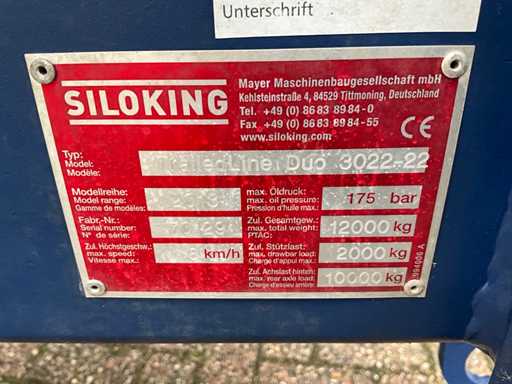 Unterschrift
SILOKING
Mayer Maschinenbaugesellschaft mbH
Kehlsteinstraße 4, 84529 Tittmoning, Deutschland
Tel. +49 (0) 86 83 89 84-0
Fax +49 (0) 86 83 89 84-55
www.siloking.com
CE
Typ:
Model:
Modèle:
TrailedLine Duo 3022-22
Modellreihe:
Model range:
Gamme de modèles:
max. Öldruck:
max. oil pressure:
Pression d'huile max.:
175 bar
Fabr.-Nr.:
Serial number:
N° de série:
Zul. Gesamtgew.:
max. total weight:
PTAC:
12000 kg
Zul. Höchstgeschw.:
max. speed:
Vitesse max.:
km/h
Zul. Stützlast:
max. drawbar load:
Charge d'appui max.:
2000 kg
Zul. Achslast hinten:
max. rear axle load:
Charge d'essieu arrière:
10000 kg